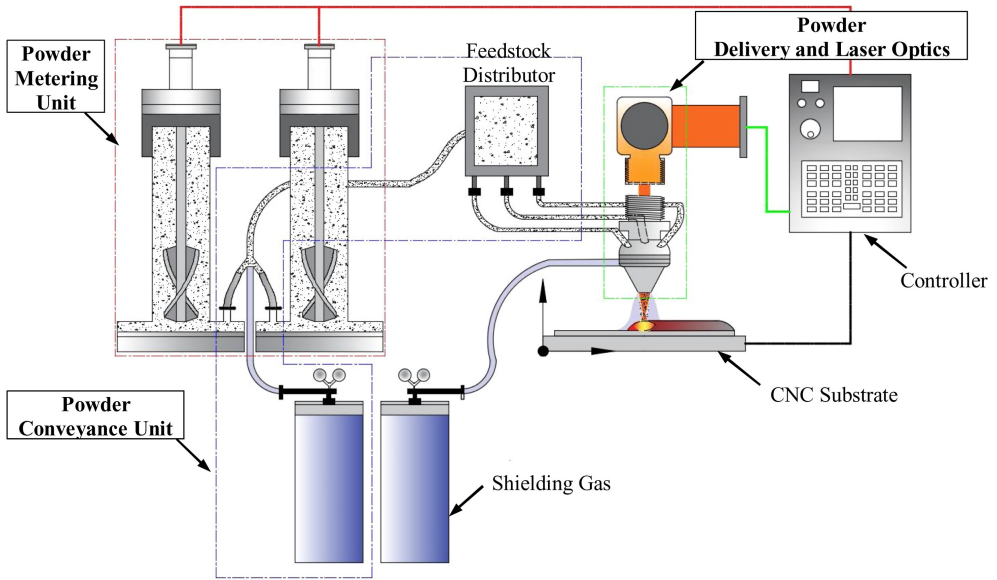 Powder
Metering
Unit
Feedstock
Distributor
Powder
Delivery and Laser Optics
Controller
CNC Substrate
Powder
Conveyance Unit
Shielding Gas